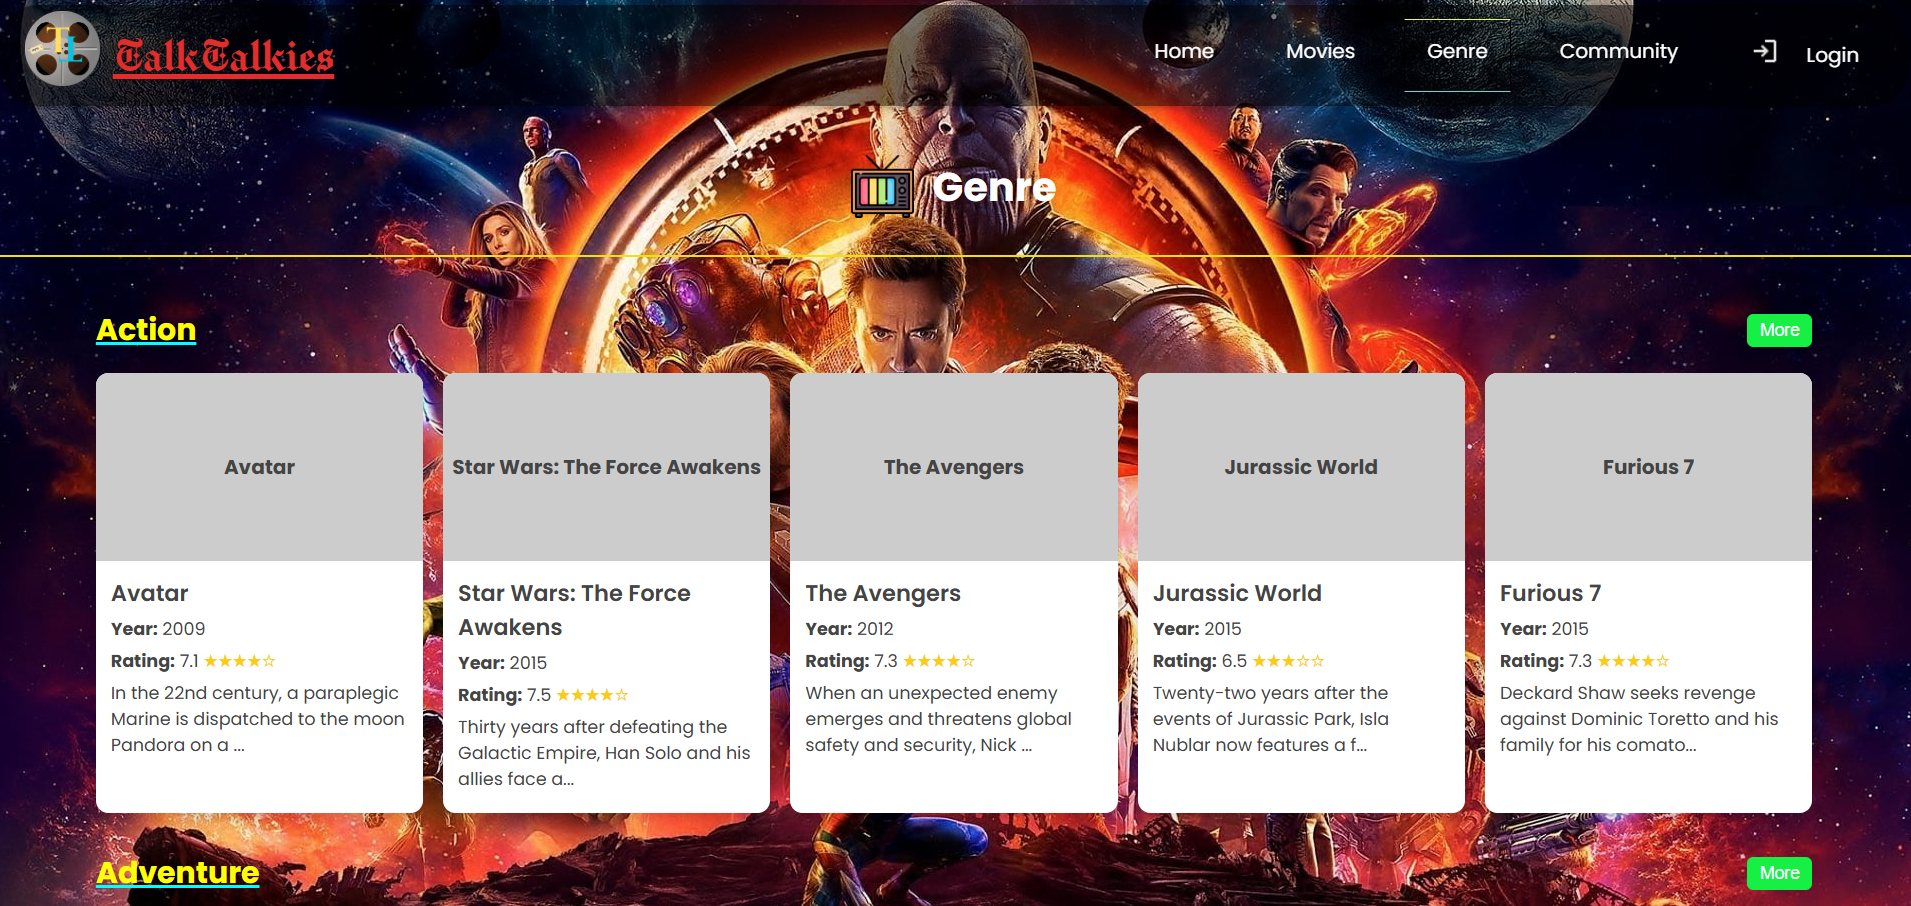 TL
TalkTalkies
Home
Movies
Genre
Community
Login
Genre
Action
More
Avatar
Star Wars: The Force Awakens
The Avengers
Jurassic World
Furious 7
Avatar
Year: 2009
Rating: 7.1 ★★★★☆
In the 22nd century, a paraplegic
Marine is dispatched to the moon
Pandora on a ...
Star Wars: The Force
Awakens
Year: 2015
Rating: 7.5 ★★★★☆
Thirty years after defeating the
Galactic Empire, Han Solo and his
allies face a...
The Avengers
Year: 2012
Rating: 7.3 ★★★★☆
When an unexpected enemy
emerges and threatens global
safety and security, Nick ...
Jurassic World
Year: 2015
Rating: 6.5 ★★★☆☆
Twenty-two years after the
events of Jurassic Park, Isla
Nublar now features a f...
Furious 7
Year: 2015
Rating: 7.3 ★★★★☆
Deckard Shaw seeks revenge
against Dominic Toretto and his
family for his comato...
Adventure
More